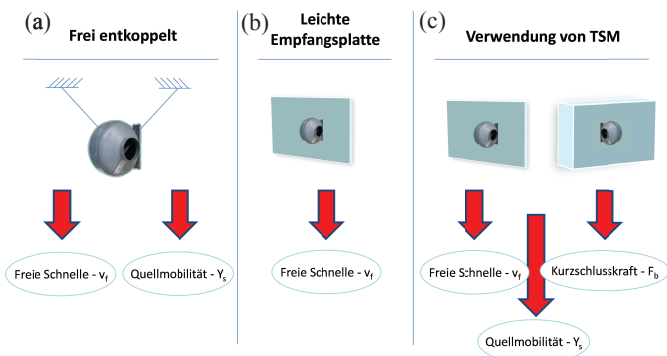 (a)
Frei entkoppelt
Freie Schnelle - vf
Quellmobilität - Ys
(b)
Leichte
Empfangsplatte
Freie Schnelle - vf
(c)
Verwendung von TSM
Freie Schnelle - vf
Kurzschlusskraft - Fb
Quellmobilität - Ys